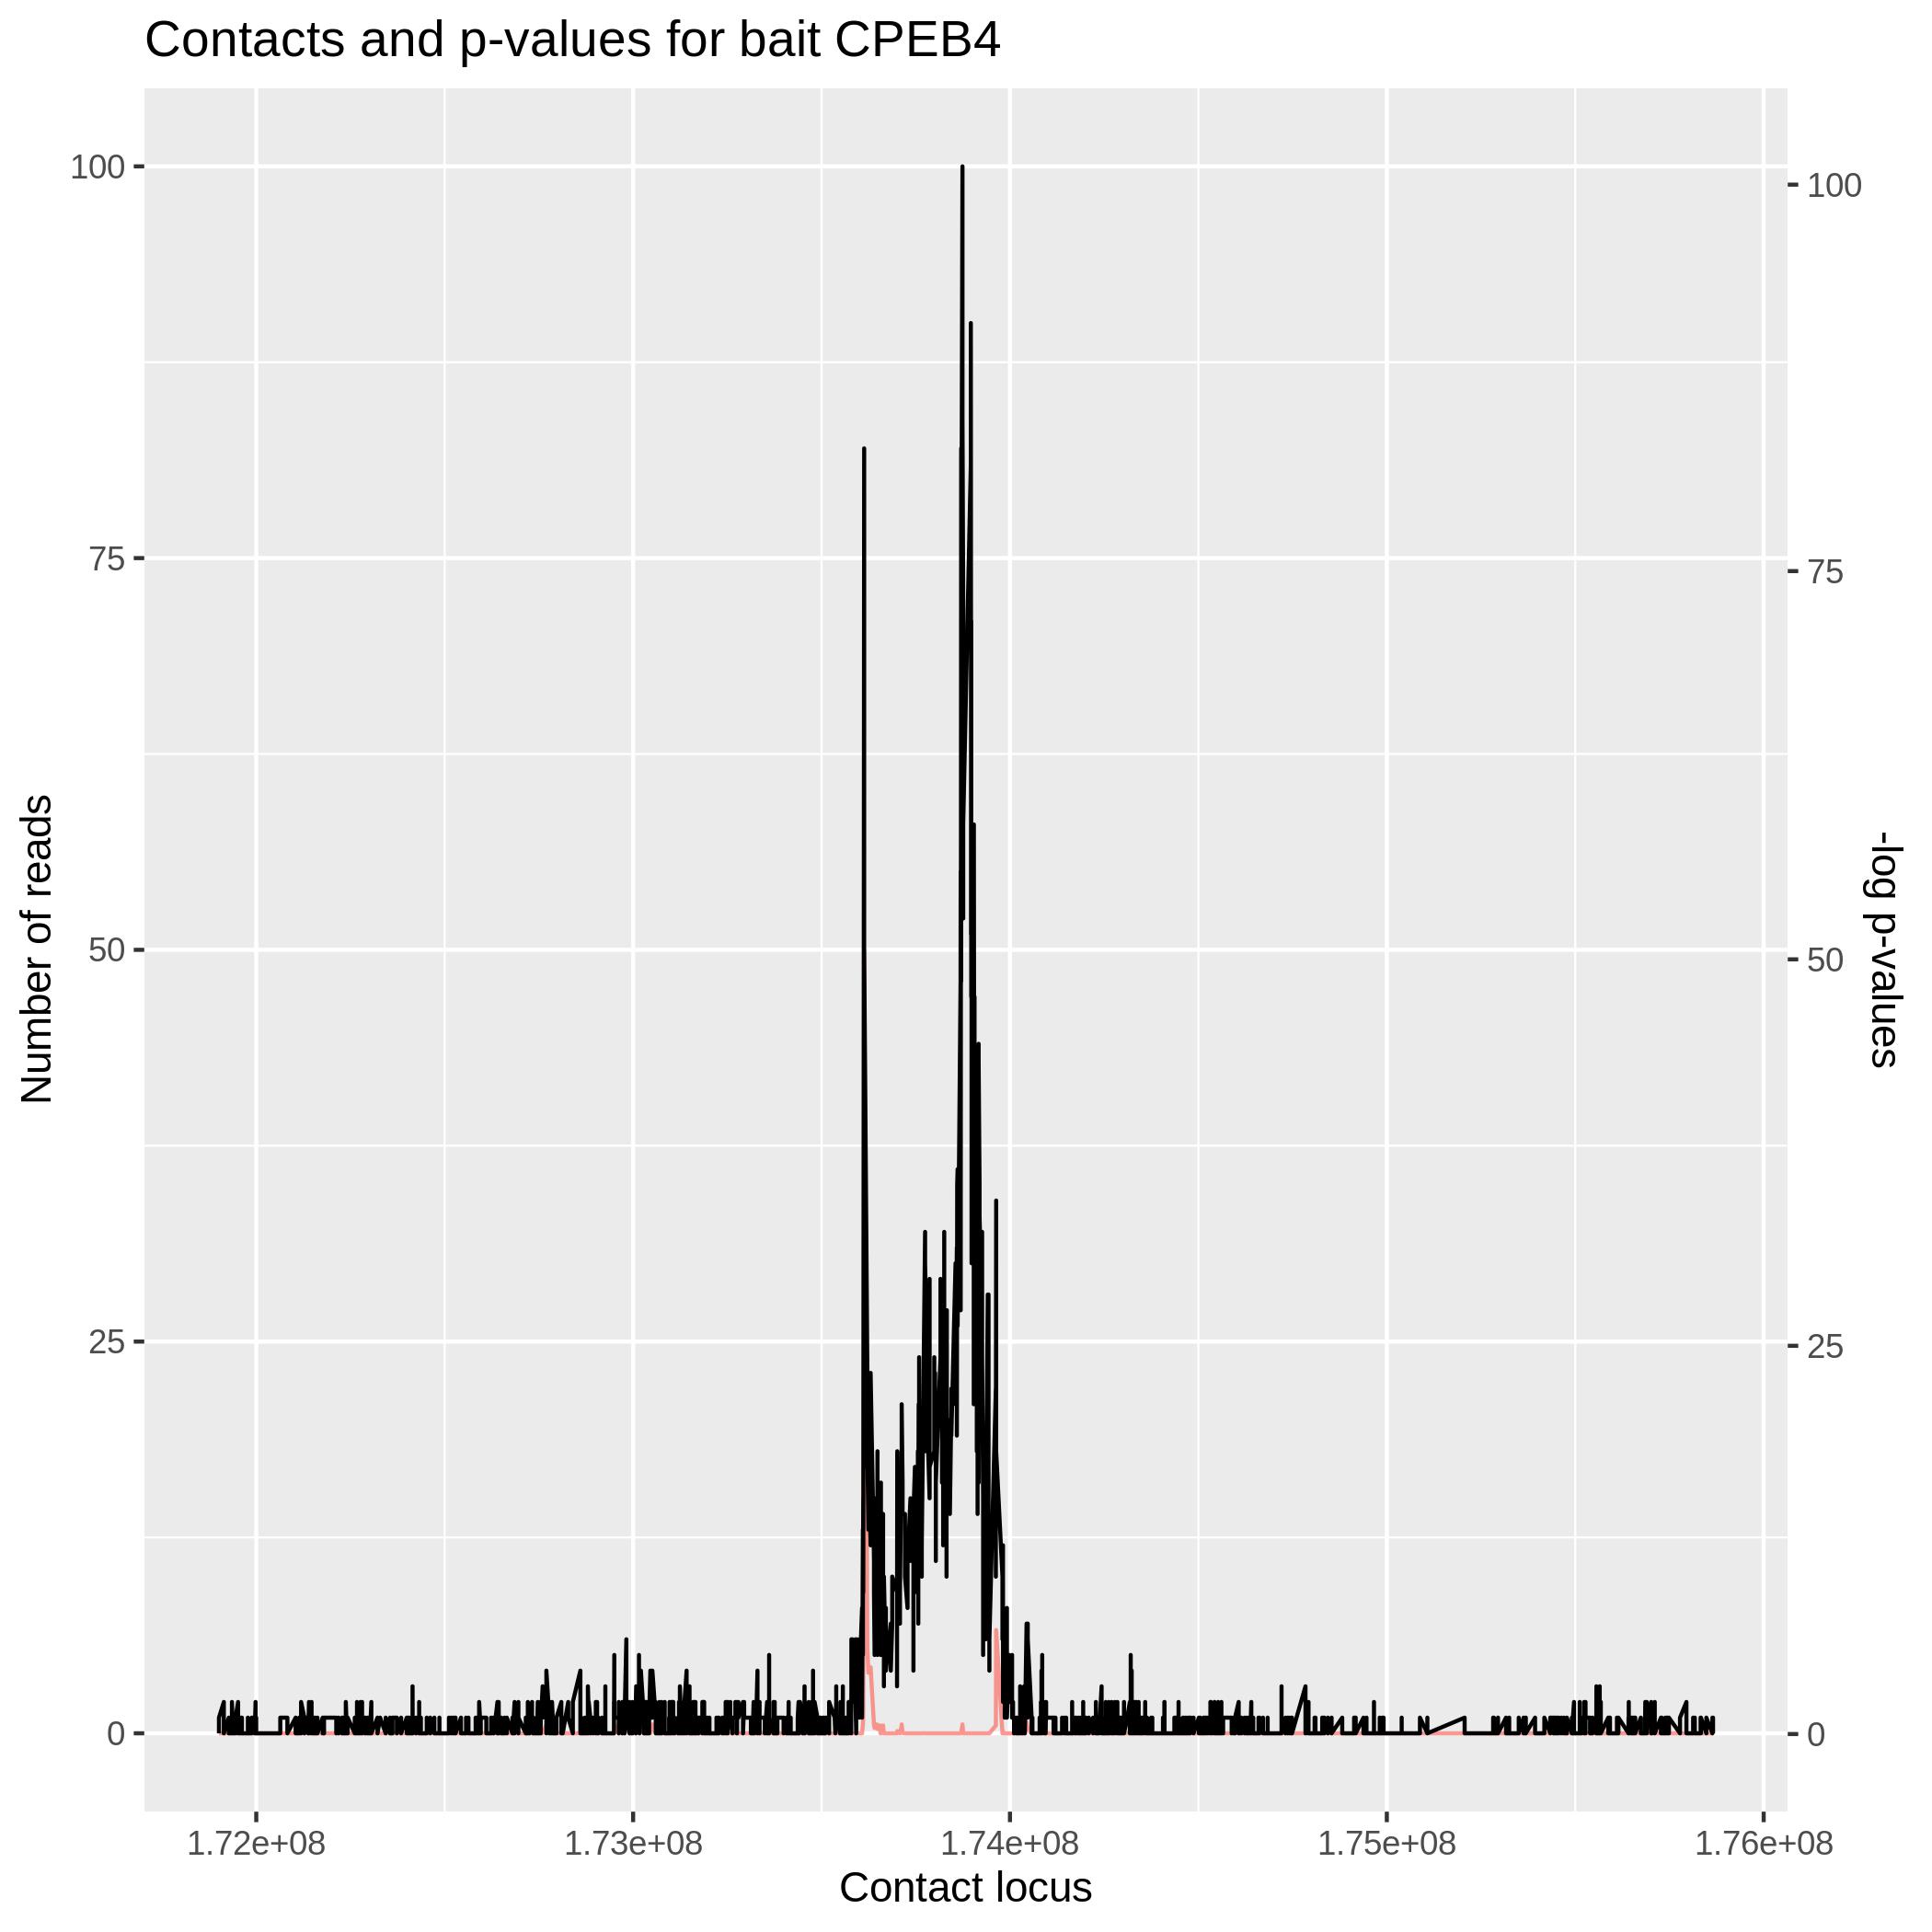 Contacts and p-values for bait CPEB4
100
75
50
25
0
Number of reads
100
75
50
25
0
-log p-values
1.72e+08 1.73e+08 1.74e+08 1.75e+08 1.76e+08
Contact locus